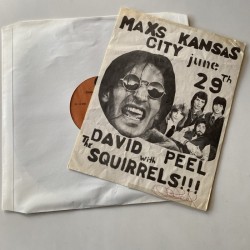 MAXS KANSAS
CITY june
29Th
DAVID PEEL
with
The SQUIRRELS!!!